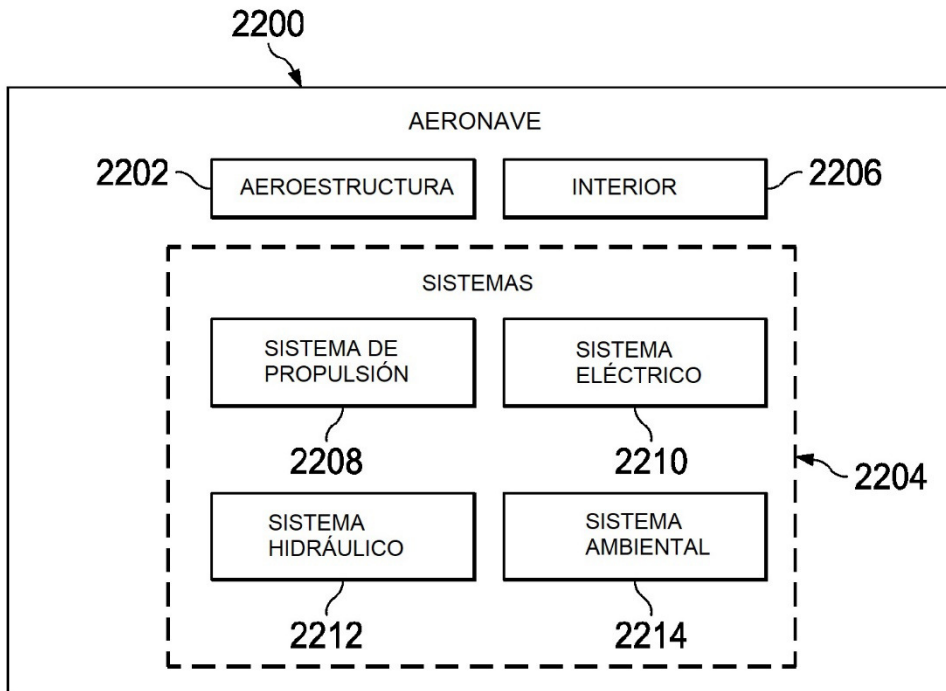 2200
AERONAVE
2202
AEROESTRUCTURA
INTERIOR
2206
SISTEMAS
SISTEMA DE
PROPULSIÓN
SISTEMA
ELÉCTRICO
2208
2210
2204
SISTEMA
HIDRÁULICO
SISTEMA
AMBIENTAL
2212
2214